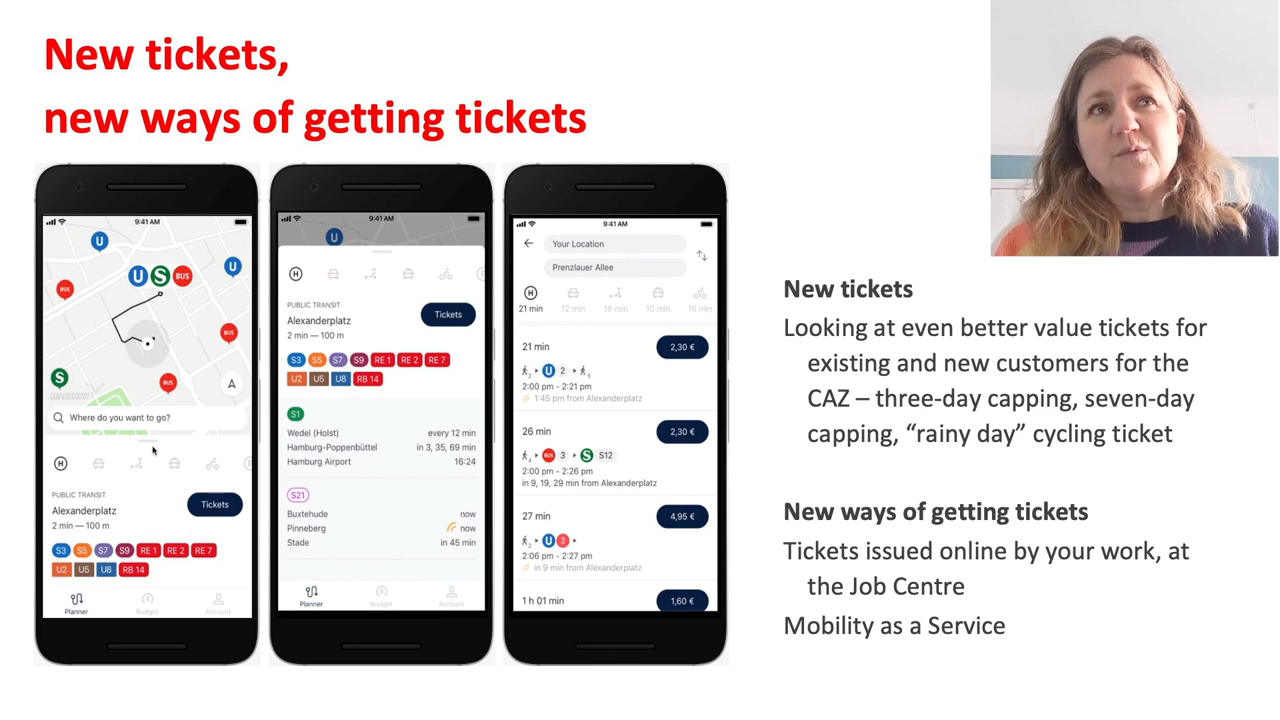 New tickets,
new ways of getting tickets
9:41 AM
U
U S BUS
U
BUS
BUS
S
BUS
Where do you want to go?
H
PUBLIC TRANSIT
Alexanderplatz
2 min — 100 m
Tickets
S3 S5 S7 S9 RE 1 RE 2 RE 7
U2 U5 U8 RB 14
Planner Budget Account
9:41 AM
U
H
PUBLIC TRANSIT
Alexanderplatz
2 min — 100 m
Tickets
S3 S5 S7 S9 RE 1 RE 2 RE 7
U2 U5 U8 RB 14
S1
Wedel (Holst) every 12 min
Hamburg-Poppenbüttel in 3, 35, 69 min
Hamburg Airport 16:24
S21
Buxtehude now
Pinneberg now
Stade in 45 min
Planner Budget Account
9:41 AM
Your Location
Prenzlauer Allee
H
21 min 12 min 18 min 10 min 15 min
21 min 2,30 €
2 U 2 5
2:00 pm - 2:21 pm
1:45 pm from Alexanderplatz
26 min 2,30 €
4 BUS 3 S S12
2:00 pm - 2:26 pm
in 9, 19, 29 min from Alexanderplatz
27 min 4,95 €
2 U 3
2:06 pm - 2:27 pm
in 9 min from Alexanderplatz
1 h 01 min 1,60 €
New tickets
Looking at even better value tickets for
existing and new customers for the
CAZ – three-day capping, seven-day
capping, “rainy day” cycling ticket
New ways of getting tickets
Tickets issued online by your work, at
the Job Centre
Mobility as a Service